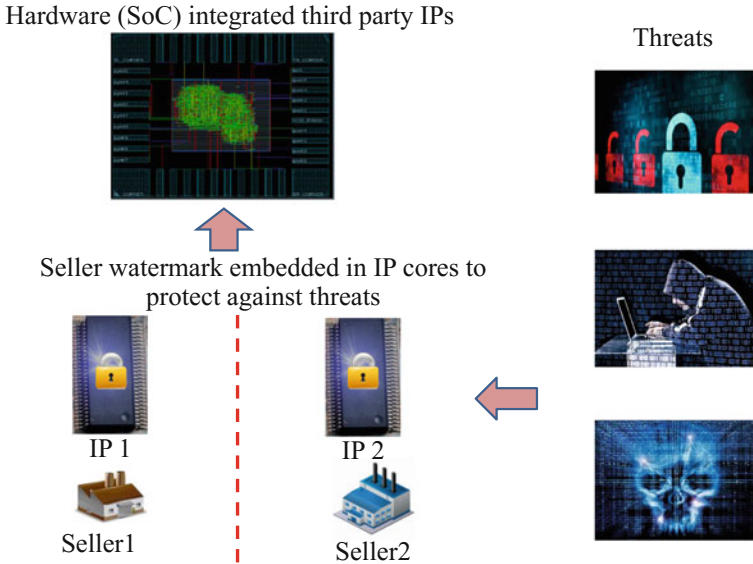 Hardware (SoC) integrated third party IPs
Threats
Seller watermark embedded in IP cores to
protect against threats
IP 1
IP 2
Seller1
Seller2